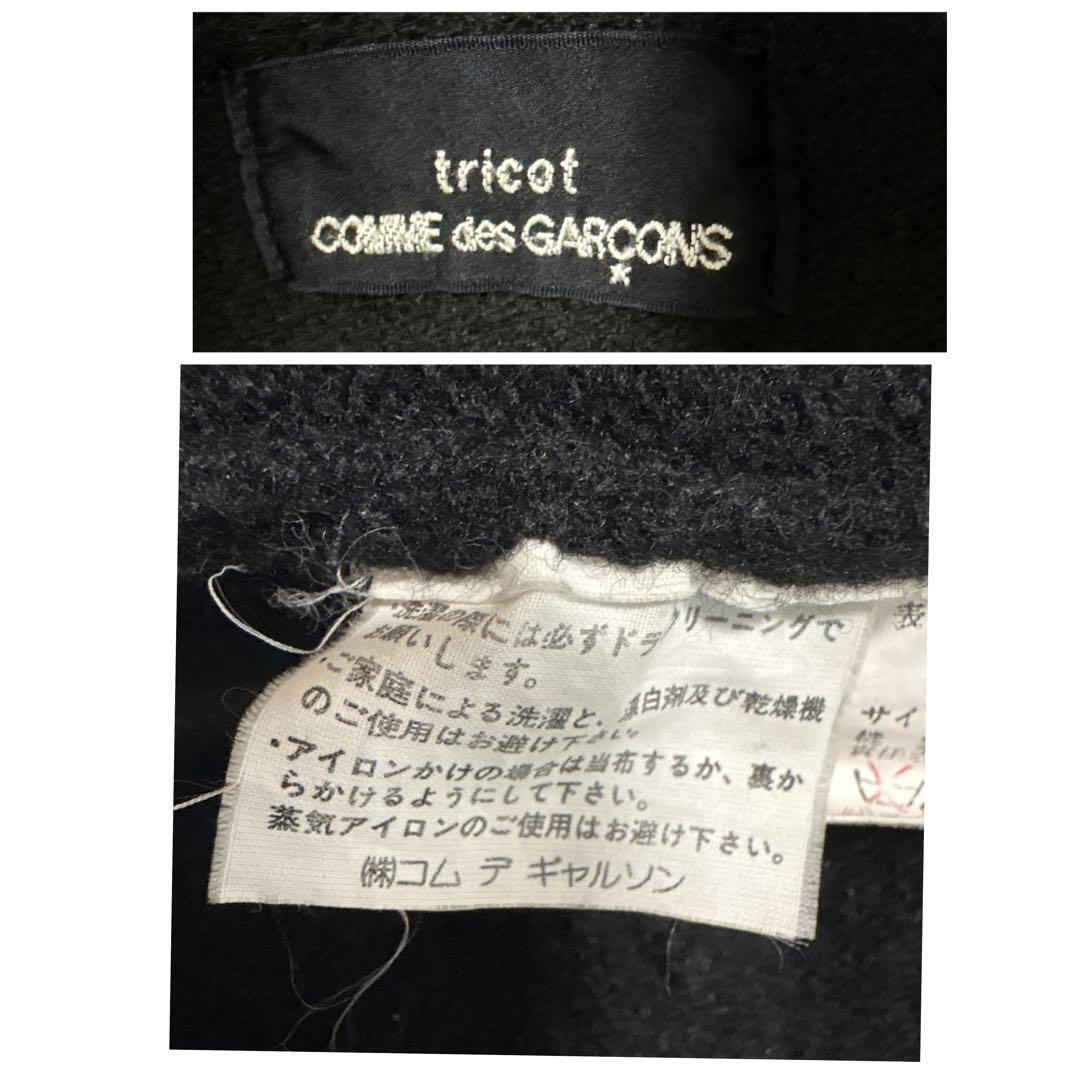 tricot
COMME des GARÇONS
・洗濯の際には必ずドラ クリーニングで
お願いします。
・ご家庭による洗濯と、漂白剤及び乾燥機
のご使用はお避け下さい
・アイロンかけの場合は当布するか、裏か
らかけるようにして下さい。
蒸気アイロンのご使用はお避け下さい。
㈱コム デ ギャルソン
表
サイ